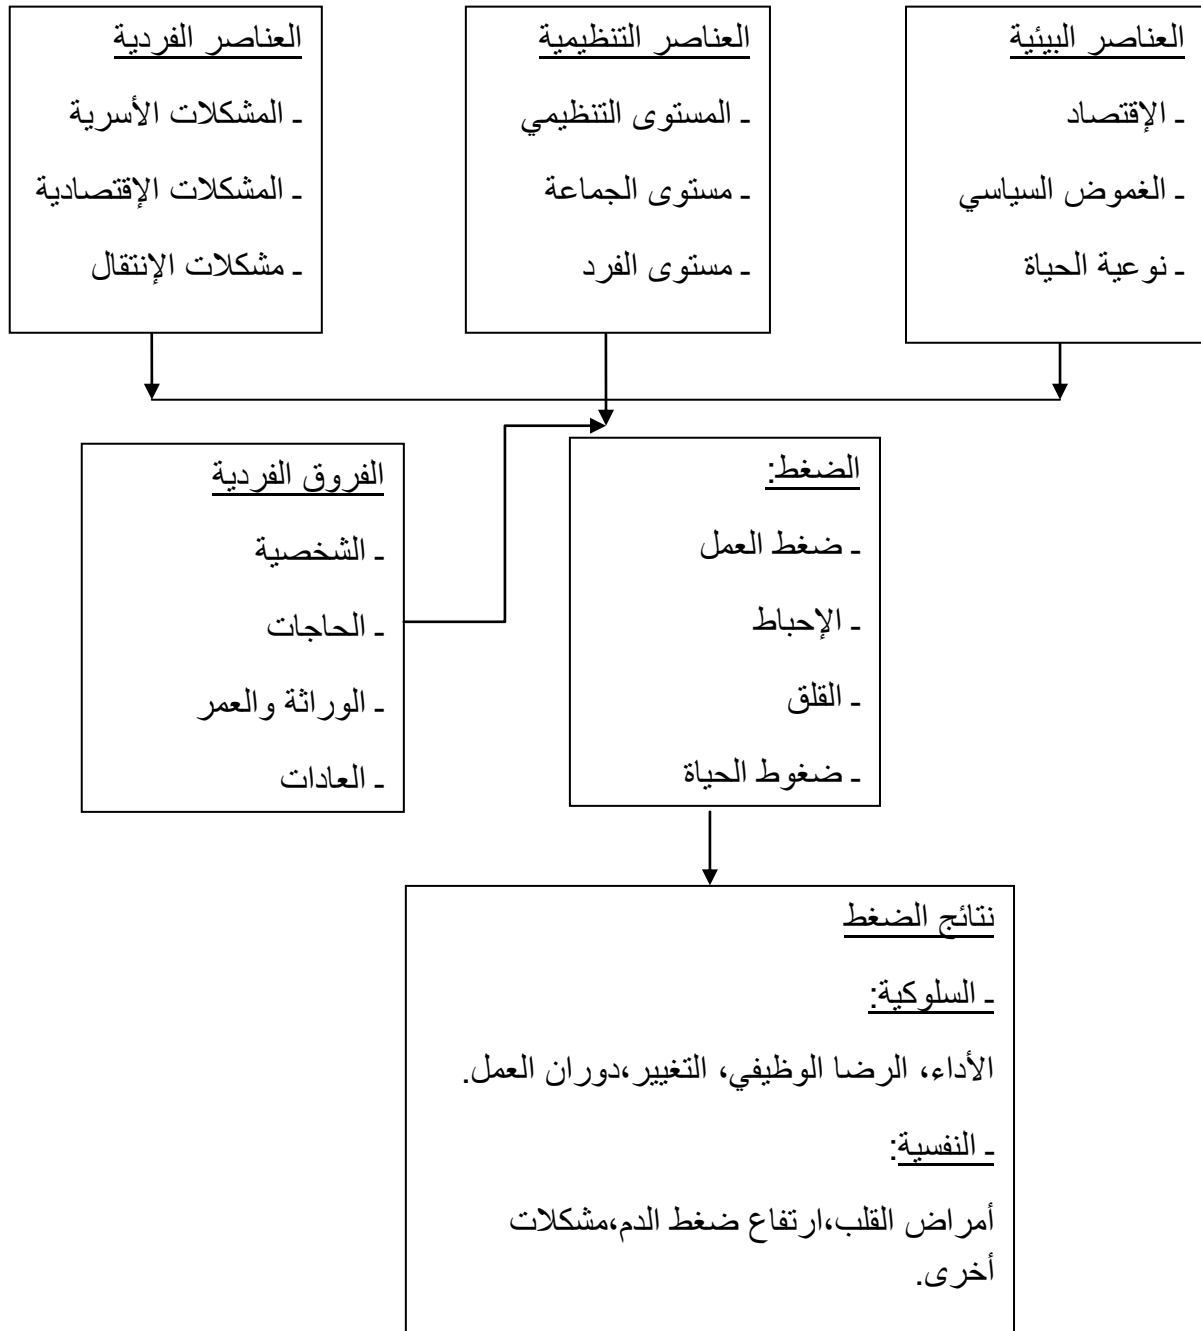 العناصر البيئية
ـ الإقتصاد
ـ الغموض السياسي
ـ نوعية الحياة
العناصر التنظيمية
ـ المستوى التنظيمي
ـ مستوى الجماعة
ـ مستوى الفرد
العناصر الفردية
ـ المشكلات الأسرية
ـ المشكلات الإقتصادية
ـ مشكلات الإنتقال
الضغط:
ـ ضغط العمل
ـ الإحباط
ـ القلق
ـ ضغوط الحياة
الفروق الفردية
ـ الشخصية
ـ الحاجات
ـ الوراثة والعمر
ـ العادات
نتائج الضغط
ـ السلوكية:
الأداء، الرضا الوظيفي، التغيير،دوران العمل.
ـ النفسية:
أمراض القلب،ارتفاع ضغط الدم،مشكلات
أخرى.